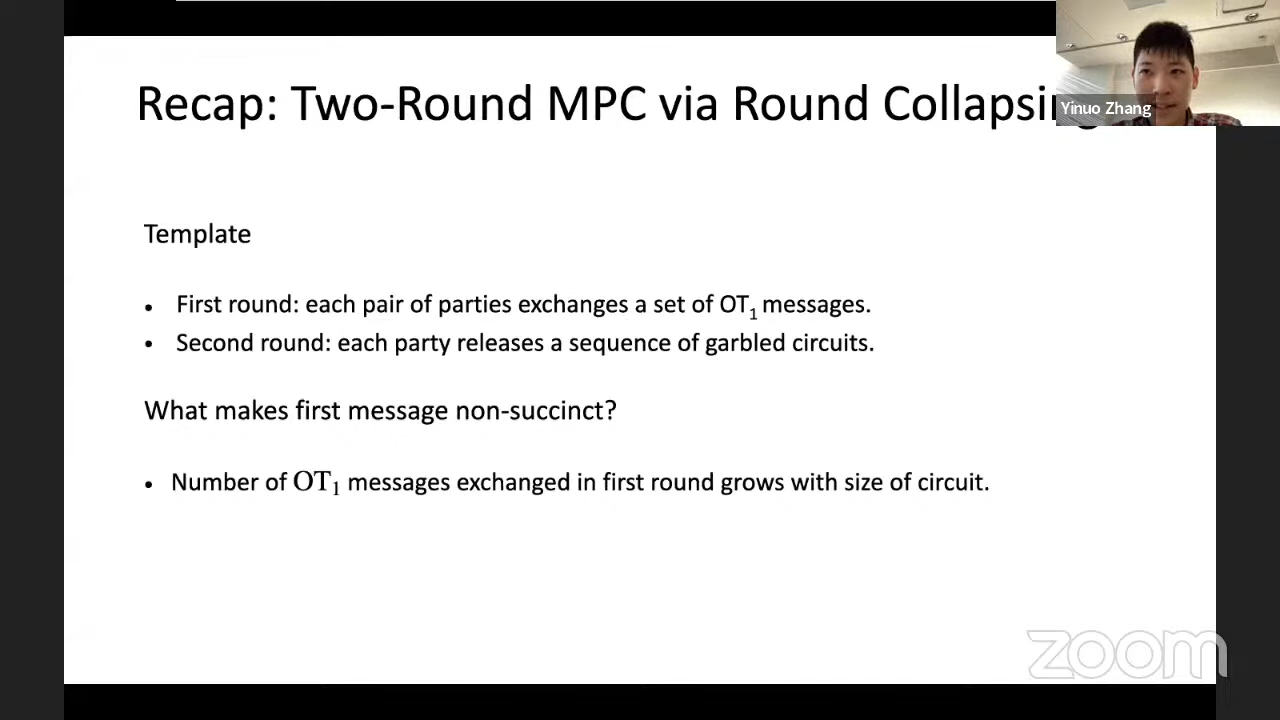 Recap: Two-Round MPC via Round Collapsing
Yinuo Zhang
Template
• First round: each pair of parties exchanges a set of OT₁ messages.
• Second round: each party releases a sequence of garbled circuits.
What makes first message non-succinct?
• Number of OT₁ messages exchanged in first round grows with size of circuit.
zoom